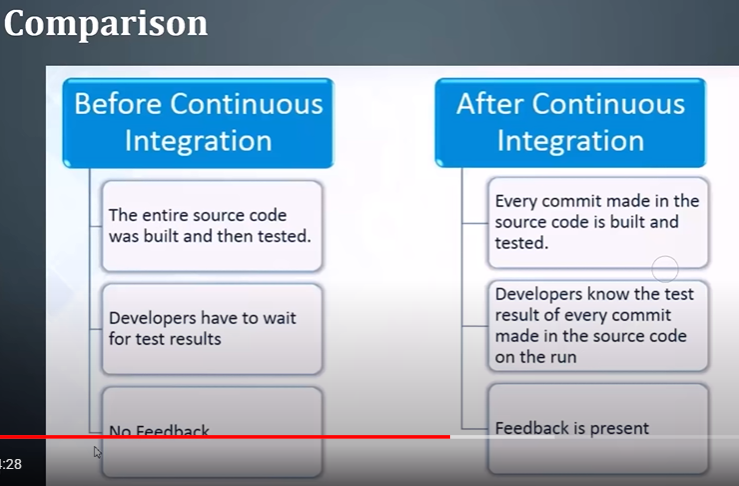 Comparison
Before Continuous
Integration
The entire source code
was built and then tested.
Developers have to wait
for test results
No Feedback
After Continuous
Integration
Every commit made in the
source code is built and
tested.
Developers know the test
result of every commit
made in the source code
on the run
Feedback is present
:28